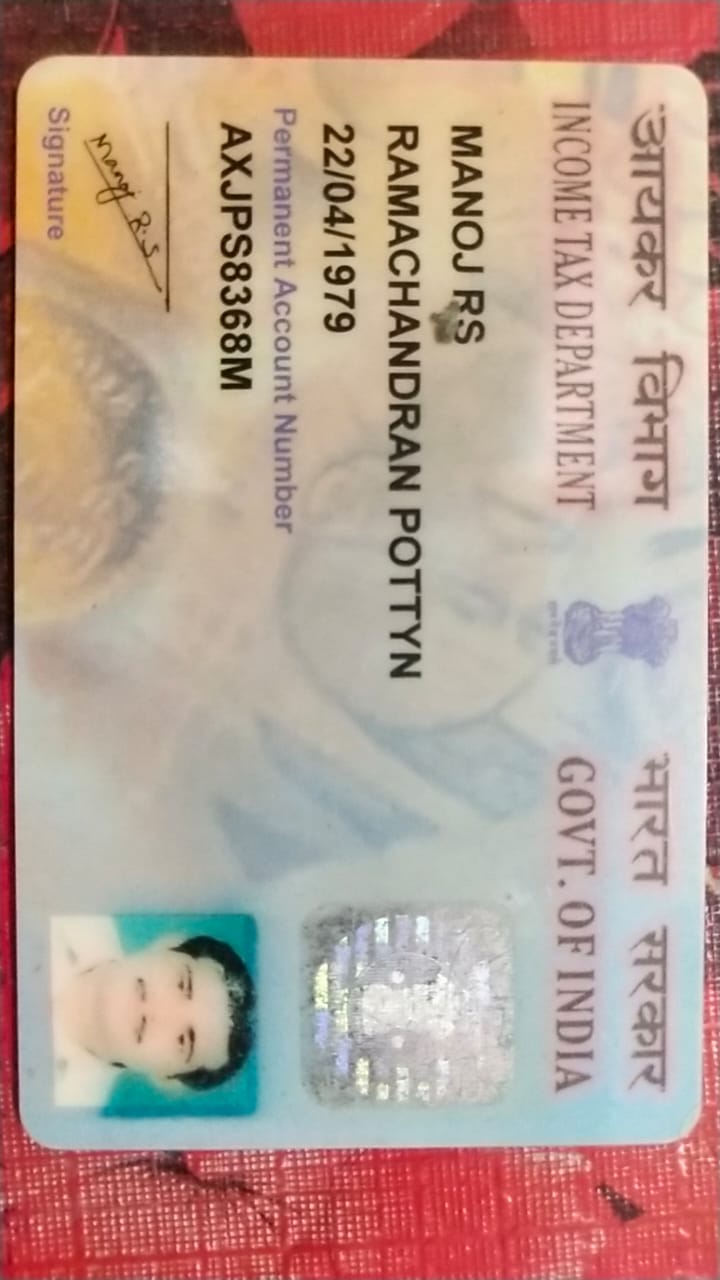 आयकर विभाग भारत सरकार
INCOME TAX DEPARTMENT GOVT. OF INDIA
MANOJ RS
RAMACHANDRAN POTTYN
22/04/1979
Permanent Account Number
AXJPS8368M
Manoj R.S
Signature